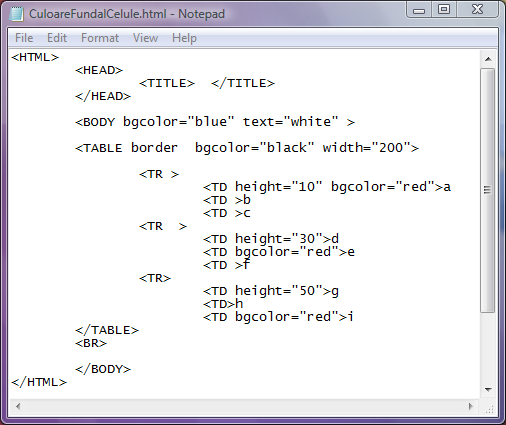 CuloareFundalCelule.html - Notepad
File Edit Format View Help
<HTML>
<HEAD>
<TITLE>  </TITLE>
</HEAD>
<BODY bgcolor="blue" text="white" >
<TABLE border  bgcolor="black" width="200">
<TR >
<TD height="10" bgcolor="red">a
<TD >b
<TD >c
<TR  >
<TD height="30">d
<TD bgcolor="red">e
<TD >f
<TR>
<TD height="50">g
<TD>h
<TD bgcolor="red">i
</TABLE>
<BR>
</BODY>
</HTML>